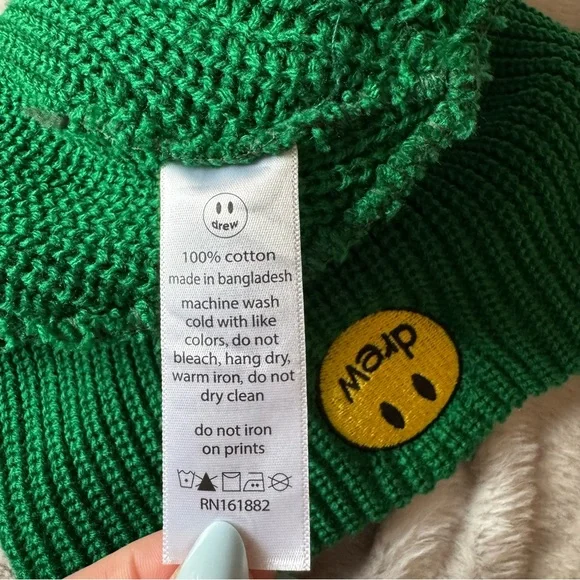 drew
100% cotton
made in bangladesh
machine wash
cold with like
colors, do not
bleach, hang dry,
warm iron, do not
dry clean
do not iron
on prints
RN161882
drew